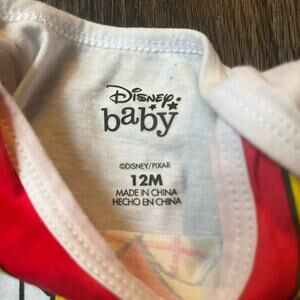 Disney
baby
©DISNEY/PIXAR
12M
MADE IN CHINA
HECHO EN CHINA